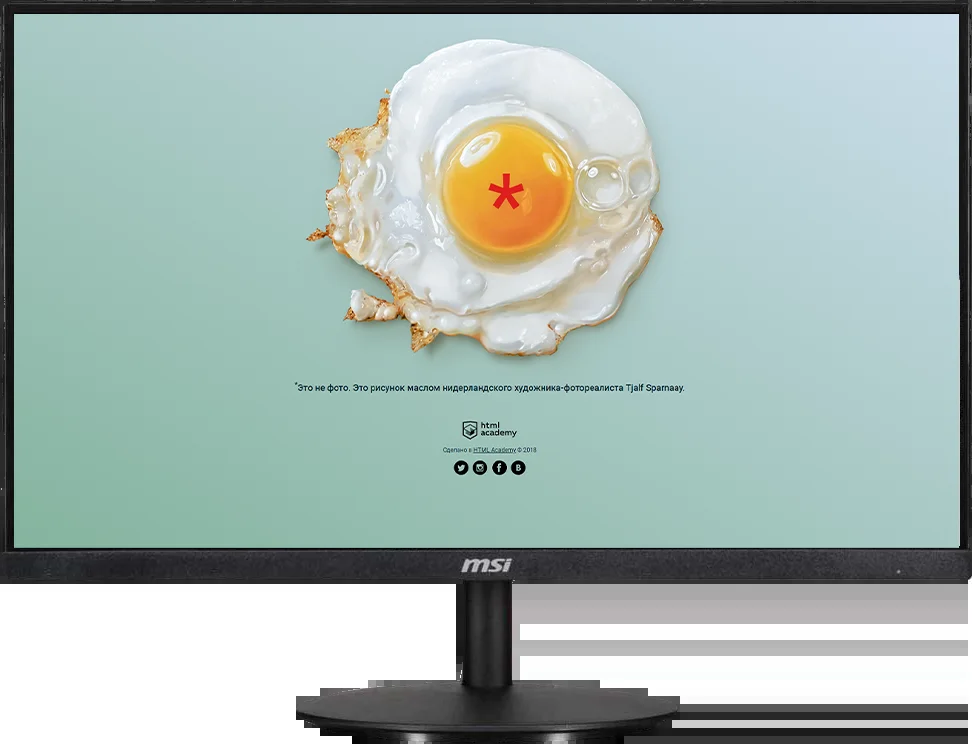 *
*Это не фото. Это рисунок маслом нидерландского художника-фотореалиста Tjalf Sparnaay.
html
academy
Сделано в HTML Academy © 2018
msi